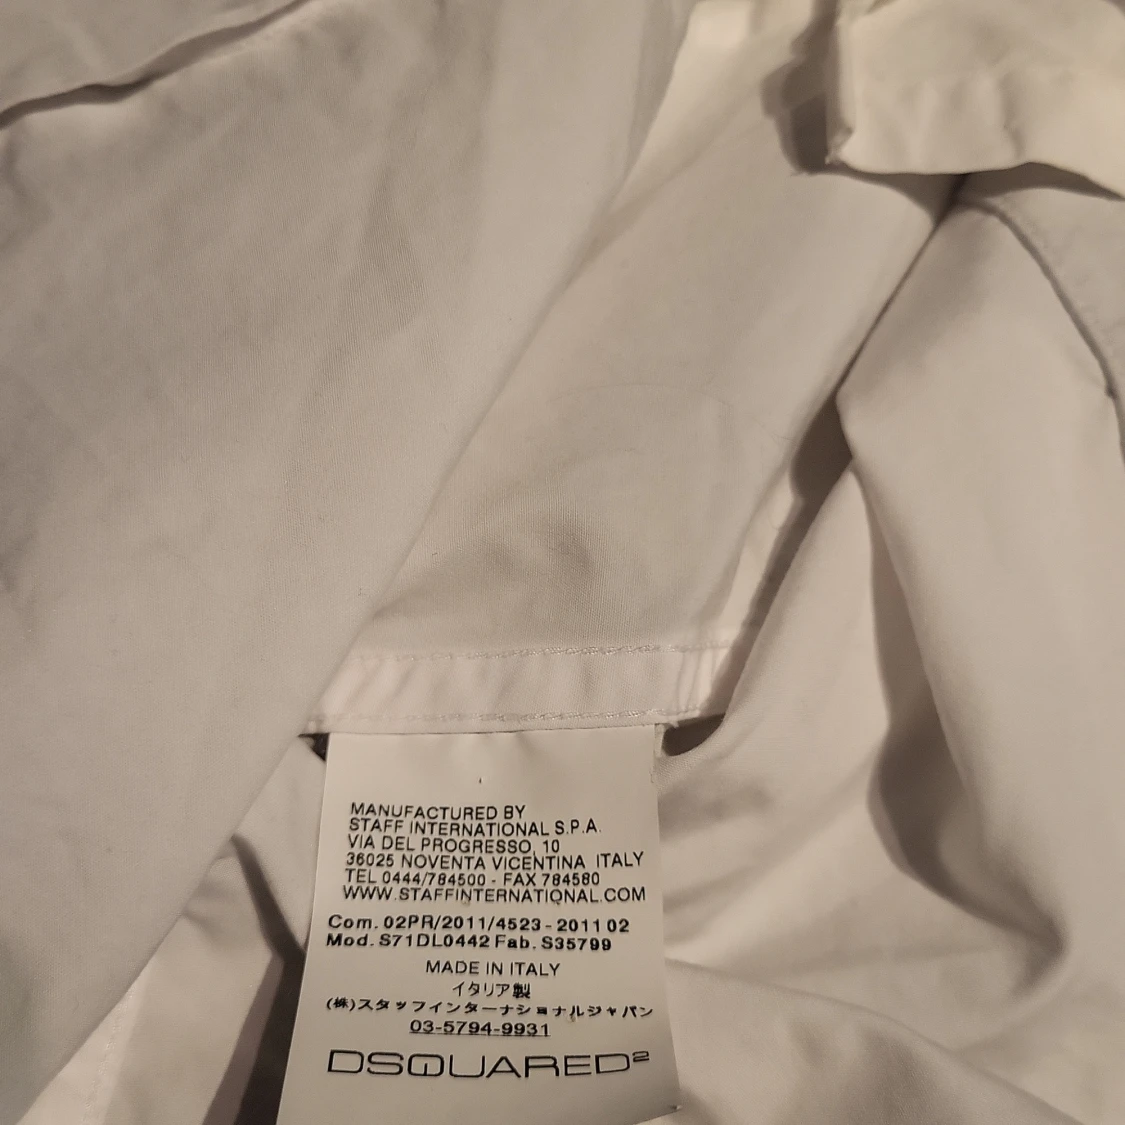 MANUFACTURED BY
STAFF INTERNATIONAL S.P.A.
VIA DEL PROGRESSO, 10
36025 NOVENTA VICENTINA ITALY
TEL 0444/784500 - FAX 784580
WWW.STAFFINTERNATIONAL.COM
Com. 02PR/2011/4523 - 2011 02
Mod. S71DL0442 Fab. S35799
MADE IN ITALY
イタリア製
(株)スタッフインターナショナルジャパン
03-5794-9931
DSQUARED²